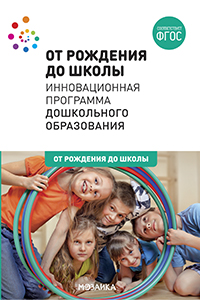 СООТВЕТСТВУЕТ
ФГОС
ОТ РОЖДЕНИЯ
ДО ШКОЛЫ
ИННОВАЦИОННАЯ
ПРОГРАММА
ДОШКОЛЬНОГО
ОБРАЗОВАНИЯ
ОТ РОЖДЕНИЯ ДО ШКОЛЫ
МОЗАИКА